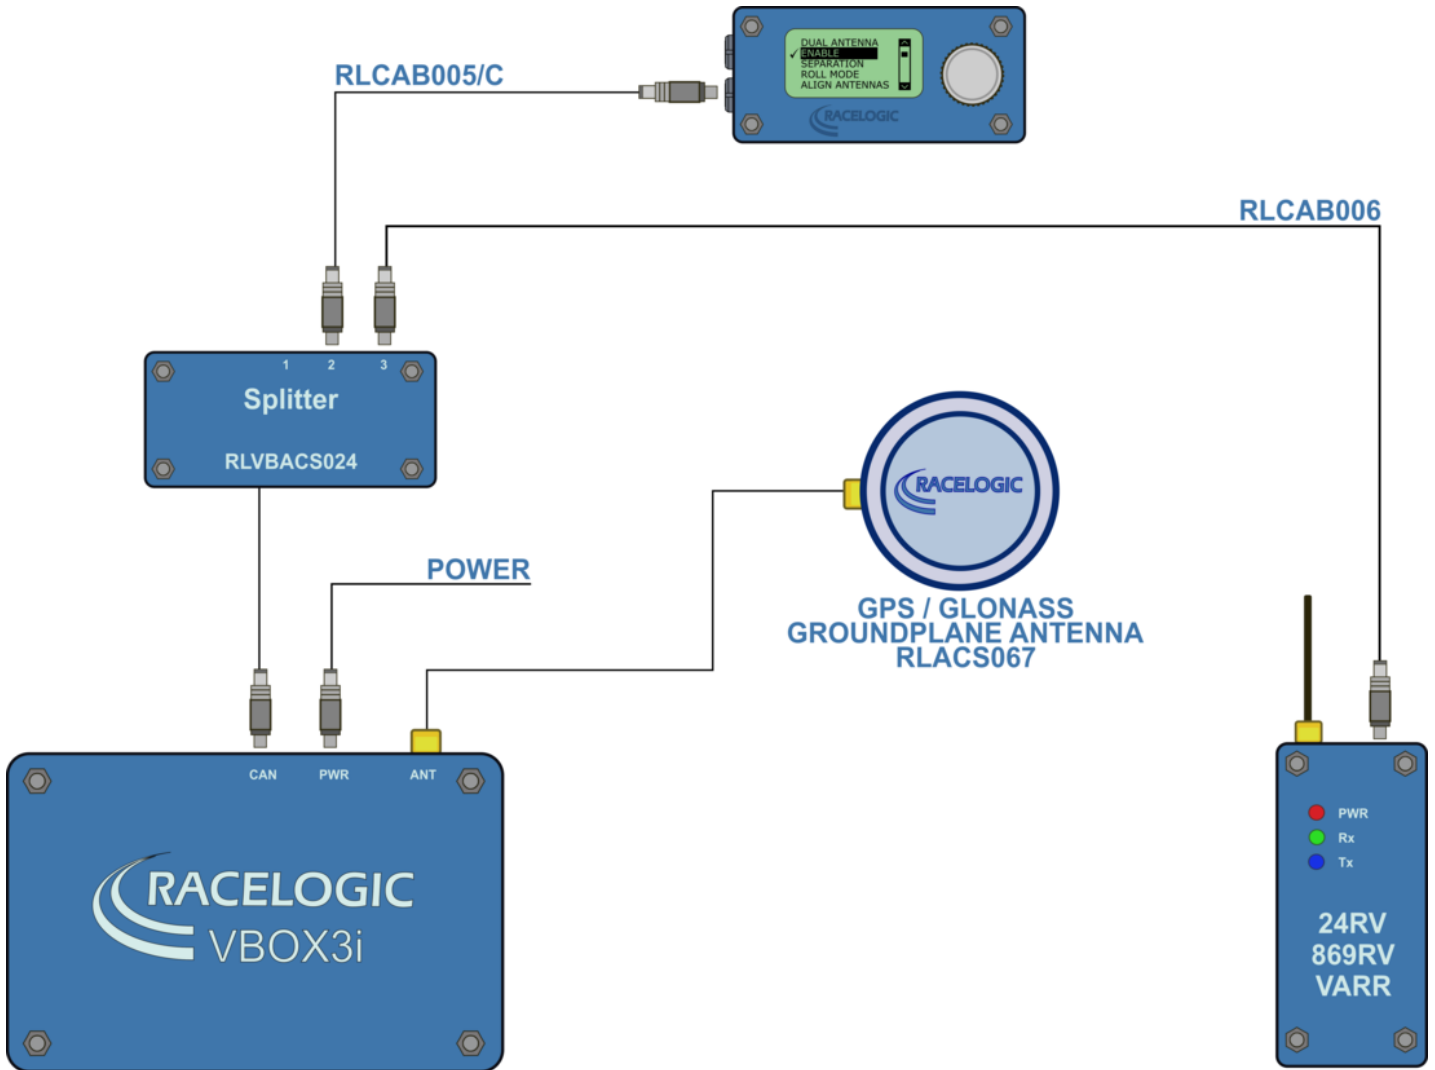 DUAL ANTENNA
ENABLE
SEPARATION
ROLL MODE
ALIGN ANTENNAS
RACELOGIC
RLCAB005/C
RLCAB006
1 2 3
Splitter
RLVBACS024
RACELOGIC
POWER
GPS / GLONASS
GROUNDPLANE ANTENNA
RLACS067
CAN PWR ANT
RACELOGIC
VBOX3i
PWR
Rx
Tx
24RV
869RV
VARR